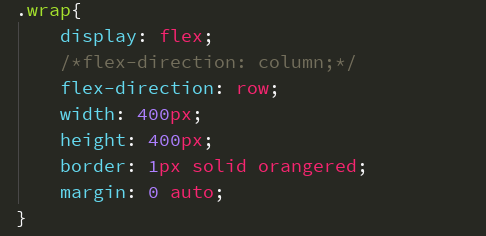 .wrap{
display: flex;
/*flex-direction: column;*/
flex-direction: row;
width: 400px;
height: 400px;
border: 1px solid orangered;
margin: 0 auto;
}